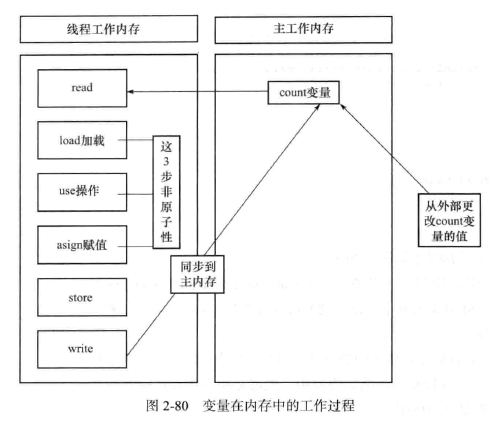 线程工作内存
主工作内存
read
count变量
load加载
这
3
步
非
原
子
性
use操作
从外部更
改count变
量的值
asign赋值
同步到
主内存
store
write
图 2-80 变量在内存中的工作过程